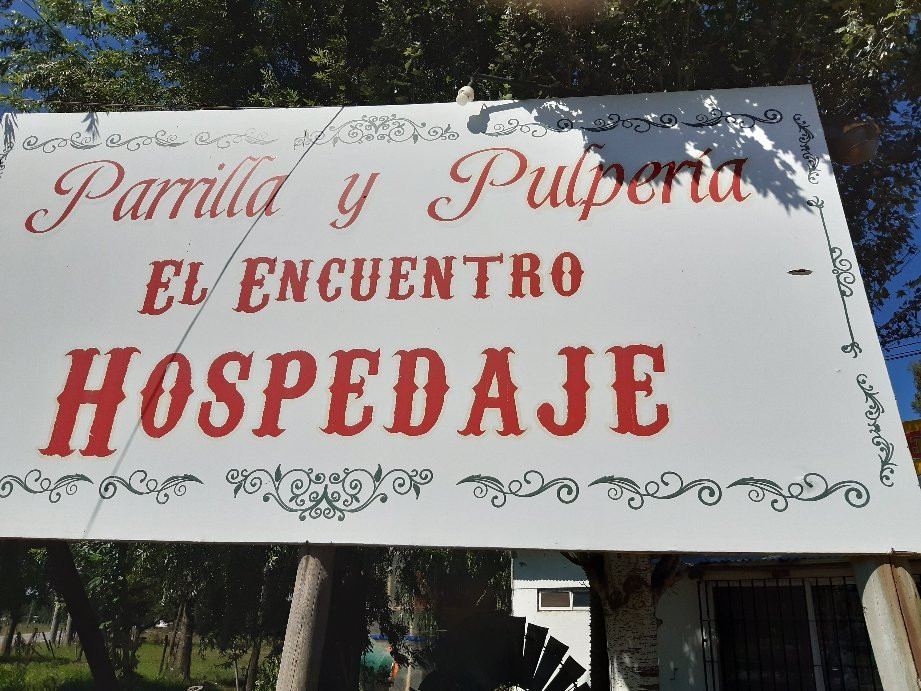 Parrilla y Pulpería
EL ENCUENTRO
HOSPEDAJE